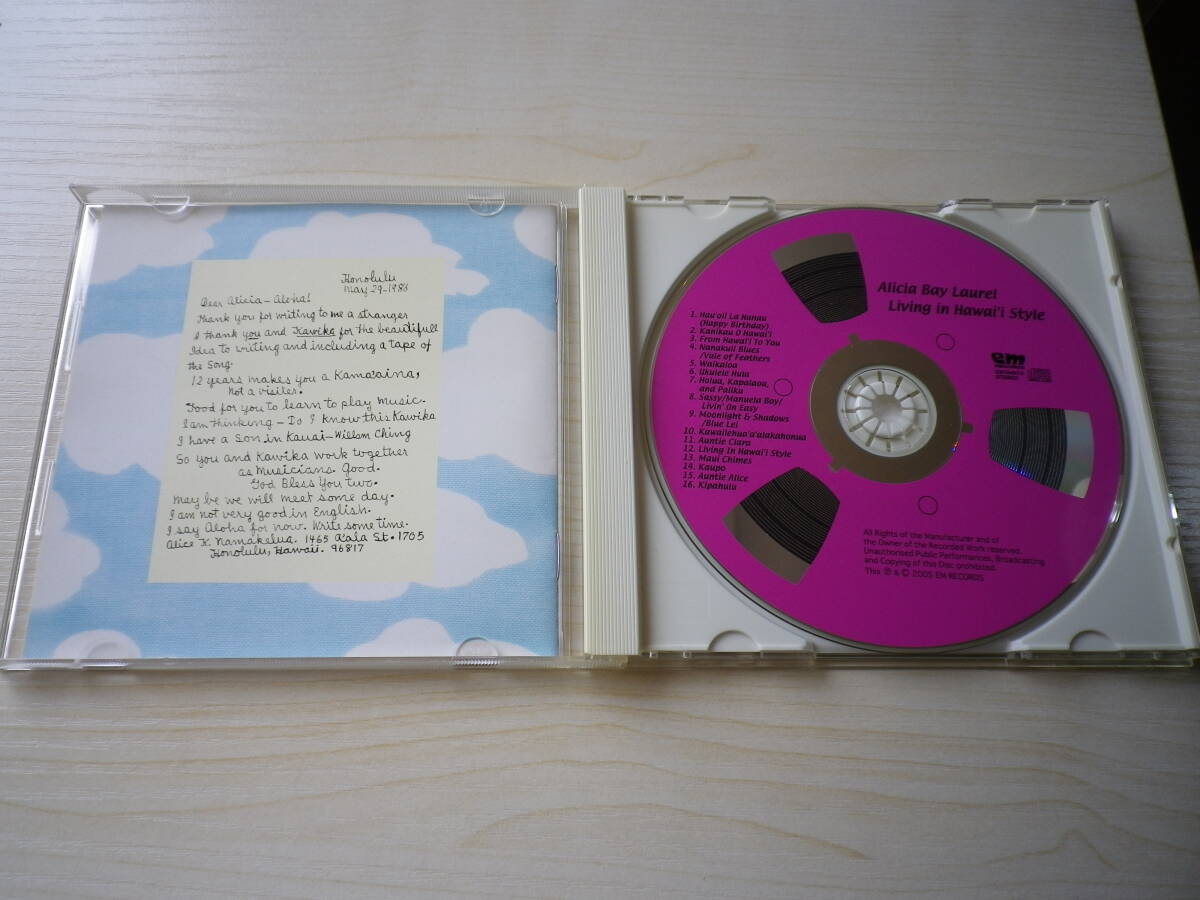 Honolulu
May-29-1986
Dear Alicia - Aloha!
Thank you for writing to me a stranger
I thank you and Kavika for the beautifull
Idea to writing and including a tape of
the Song.
12 years makes you a Kama'aina,
not a visiter.
Good for you to learn to play music.
I am thinking - Do I know this Kavika
I have a son in Kauai - Willem Ching
So you and Kavika work together
as Musicians. Good.
God Bless You two.
May be we will meet some day.
I am not very good in English.
I say Aloha for now. Write some time.
Alice K. Namakelua. 1465 A'ala St. 1705
Honolulu, Hawaii. 96817
Alicia Bay Laurel
Living in Hawai'i Style
1. Hau'oli La Hanau
(Happy Birthday)
2. Kanikau O Hawai'i
3. From Hawai'i To You
4. Nanakuli Blues
/Vale of Feathers
5. Waikaloa
6. Ukulele Hula
7. Holua, Kapalaoa,
and Paliku
8. Sassy/Manuela Boy/
Livin' On Easy
9. Moonlight & Shadows
/Blue Lei
10. Kawailehua'a'alakahonua
11. Auntie Clara
12. Living In Hawai'i Style
13. Maui Chimes
14. Kaupo
15. Auntie Alice
16. Kipahulu
em
RECORDS
STEREO
All Rights of the Manufacturer and of
the Owner of the Recorded Work reserved.
Unauthorised Public Performances, Broadcasting
and Copying of this Disc prohibited.
This ℗ & © 2005 EM RECORDS